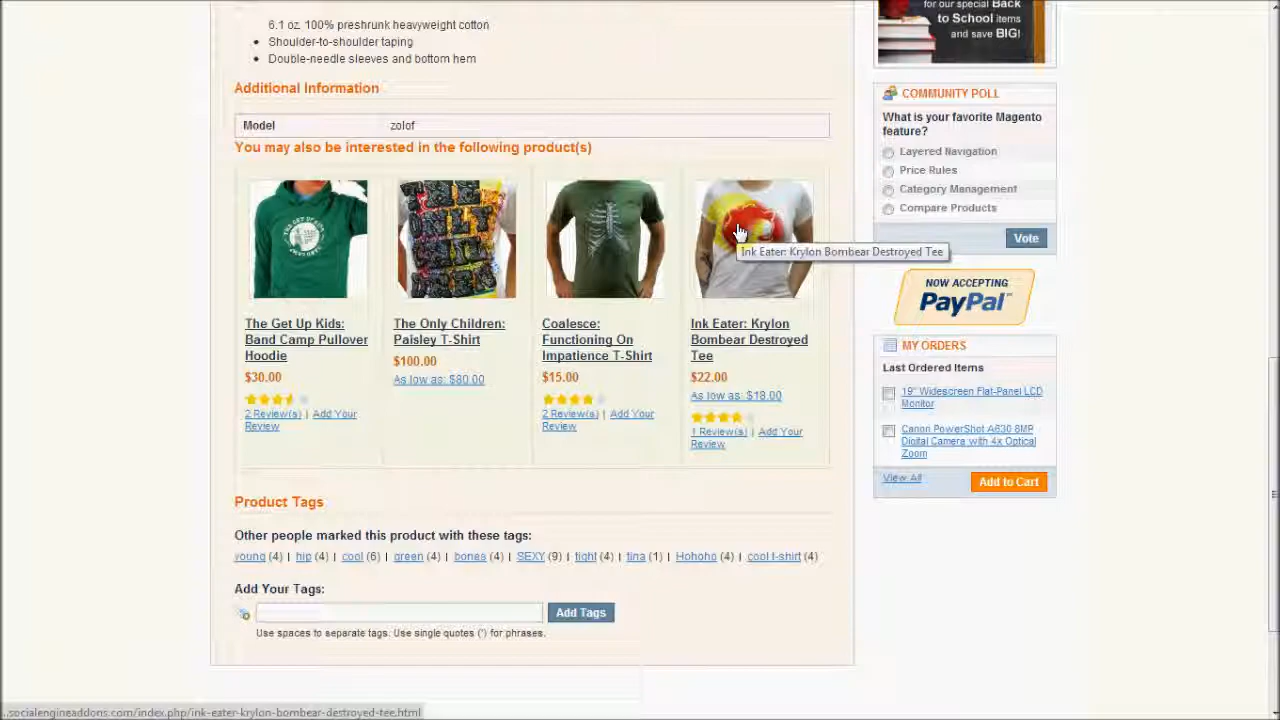 for our special Back
to School items
and save BIG!
6.1 oz. 100% preshrunk heavyweight cotton
Shoulder-to-shoulder taping
Double-needle sleeves and bottom hem
Additional Information
Model zolof
You may also be interested in the following product(s)
The Get Up Kids:
Band Camp Pullover
Hoodie
$30.00
2 Review(s) | Add Your
Review
The Only Children:
Paisley T-Shirt
$100.00
As low as: $80.00
Coalesce:
Functioning On
Impatience T-Shirt
$15.00
2 Review(s) | Add Your
Review
Ink Eater: Krylon Bombear Destroyed Tee
Ink Eater: Krylon
Bombear Destroyed
Tee
$22.00
As low as: $18.00
1 Review(s) | Add Your
Review
Product Tags
Other people marked this product with these tags:
young (4) | hip (4) | cool (6) | green (4) | bones (4) | SEXY (9) | tight (4) | tina (1) | Hohoho (4) | cool t-shirt (4)
Add Your Tags:
Add Tags
Use spaces to separate tags. Use single quotes (') for phrases.
COMMUNITY POLL
What is your favorite Magento
feature?
Layered Navigation
Price Rules
Category Management
Compare Products
Vote
NOW ACCEPTING
PayPal
MY ORDERS
Last Ordered Items
19" Widescreen Flat-Panel LCD
Monitor
Canon PowerShot A630 8MP
Digital Camera with 4x Optical
Zoom
View All
Add to Cart
...socialengineaddons.com/index.php/ink-eater-krylon-bombear-destroyed-tee.html